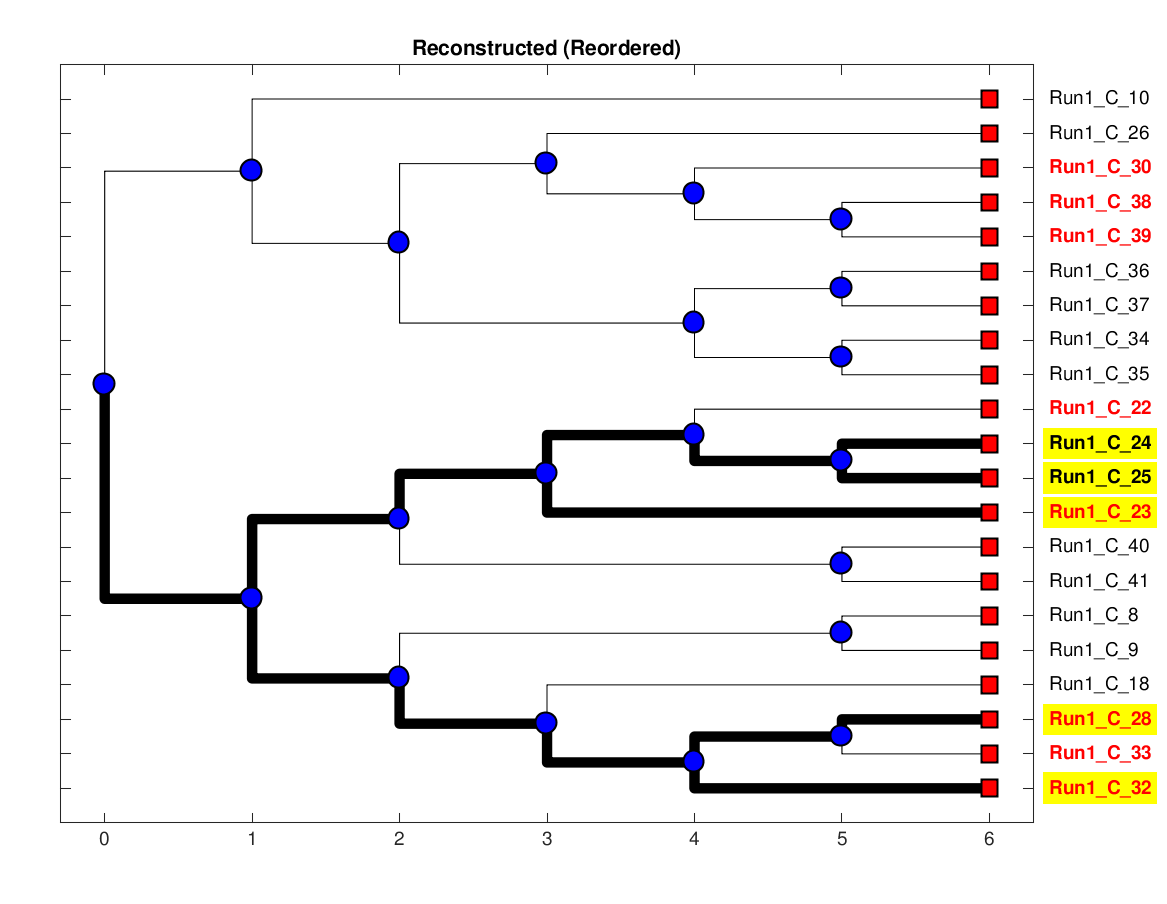 Reconstructed (Reordered)
Run1_C_10
Run1_C_26
Run1_C_30
Run1_C_38
Run1_C_39
Run1_C_36
Run1_C_37
Run1_C_34
Run1_C_35
Run1_C_22
Run1_C_24
Run1_C_25
Run1_C_23
Run1_C_40
Run1_C_41
Run1_C_8
Run1_C_9
Run1_C_18
Run1_C_28
Run1_C_33
Run1_C_32
0 1 2 3 4 5 6